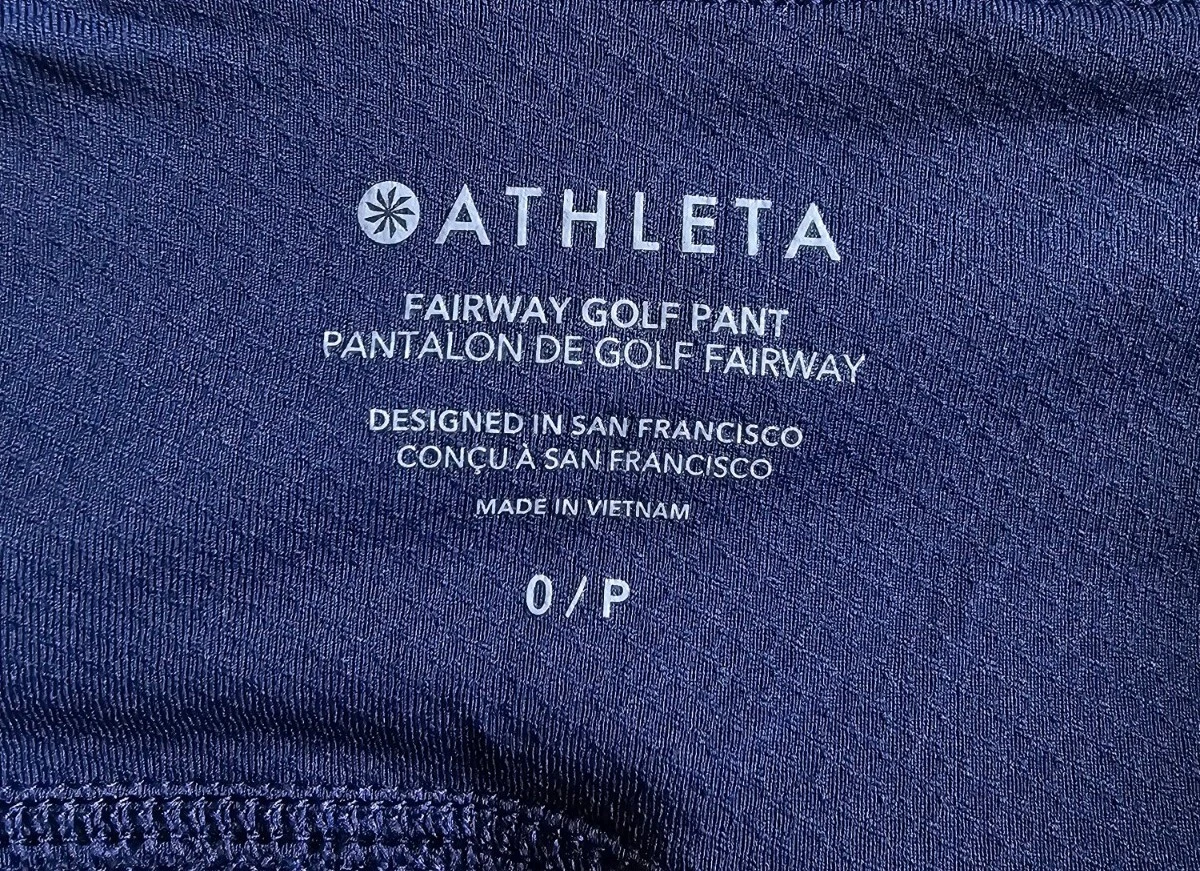 ATHLETA
FAIRWAY GOLF PANT
PANTALON DE GOLF FAIRWAY
DESIGNED IN SAN FRANCISCO
CONÇU À SAN FRANCISCO
MADE IN VIETNAM
0 / P